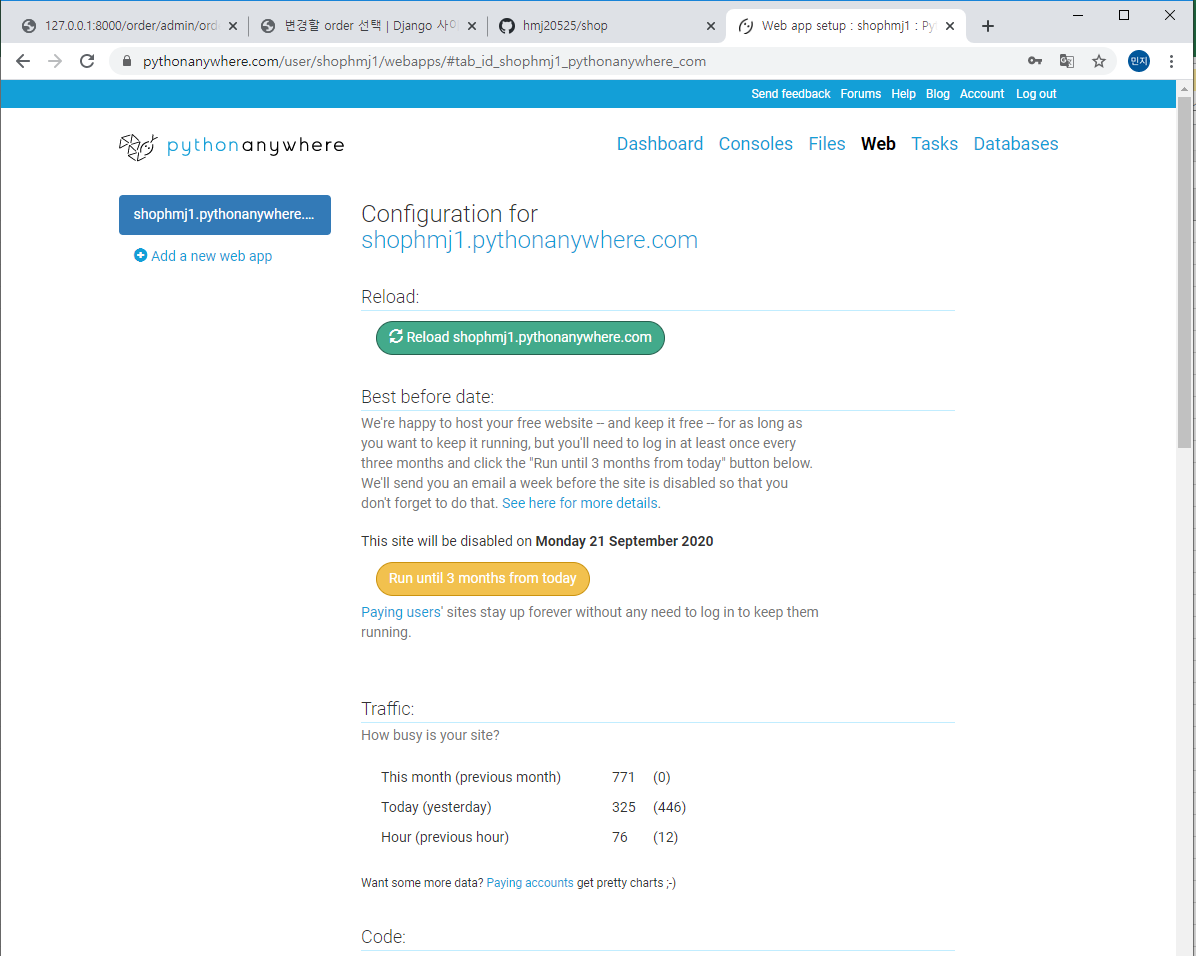 127.0.0.1:8000/order/admin/ord
변경할 order 선택 | Django 사이
hmj20525/shop
Web app setup : shophmj1 : Py
pythonanywhere.com/user/shophmj1/webapps/#tab_id_shophmj1_pythonanywhere_com
민지
Send feedback Forums Help Blog Account Log out
pythonanywhere
Dashboard Consoles Files Web Tasks Databases
shophmj1.pythonanywhere....
Add a new web app
Configuration for
shophmj1.pythonanywhere.com
Reload:
Reload shophmj1.pythonanywhere.com
Best before date:
We're happy to host your free website -- and keep it free -- for as long as
you want to keep it running, but you'll need to log in at least once every
three months and click the "Run until 3 months from today" button below.
We'll send you an email a week before the site is disabled so that you
don't forget to do that. See here for more details.
This site will be disabled on Monday 21 September 2020
Run until 3 months from today
Paying users' sites stay up forever without any need to log in to keep them
running.
Traffic:
How busy is your site?
This month (previous month) 771 (0)
Today (yesterday) 325 (446)
Hour (previous hour) 76 (12)
Want some more data? Paying accounts get pretty charts ;-)
Code: